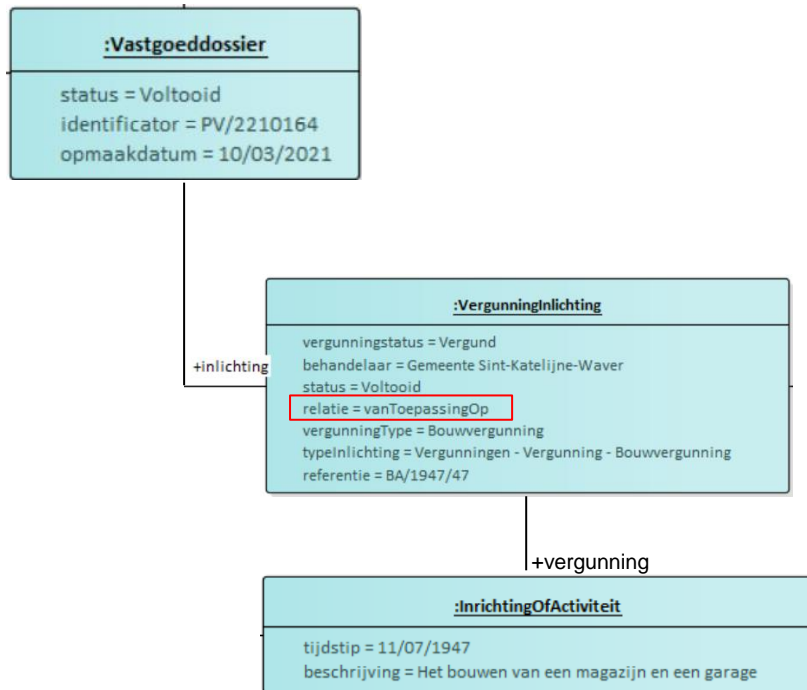 :Vastgoeddossier
status = Voltooid
identificator = PV/2210164
opmaakdatum = 10/03/2021
+inlichting
:VergunningInlichting
vergunningstatus = Vergund
behandelaar = Gemeente Sint-Katelijne-Waver
status = Voltooid
relatie = vanToepassingOp
vergunningType = Bouwvergunning
typeInlichting = Vergunningen - Vergunning - Bouwvergunning
referentie = BA/1947/47
+vergunning
:InrichtingOfActiviteit
tijdstip = 11/07/1947
beschrijving = Het bouwen van een magazijn en een garage